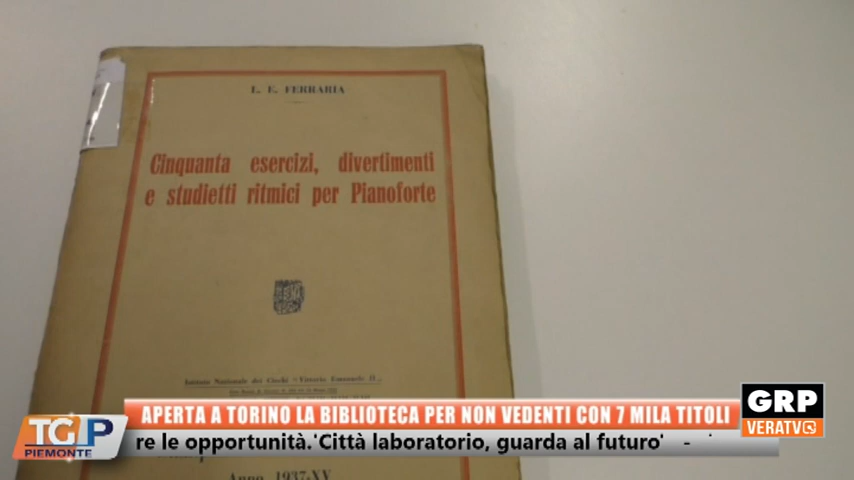 L. E. FERRARIA
Cinquanta esercizi, divertimenti
e studietti ritmici per Pianoforte
Istituto Nazionale dei Ciechi "Vittorio Emanuele
Anno 1937-XV
APERTA A TORINO LA BIBLIOTECA PER NON VEDENTI CON 7 MILA TITOLI
re le opportunità.'Città laboratorio, guarda al futuro' -
TGP
PIEMONTE
GRP
VERATV